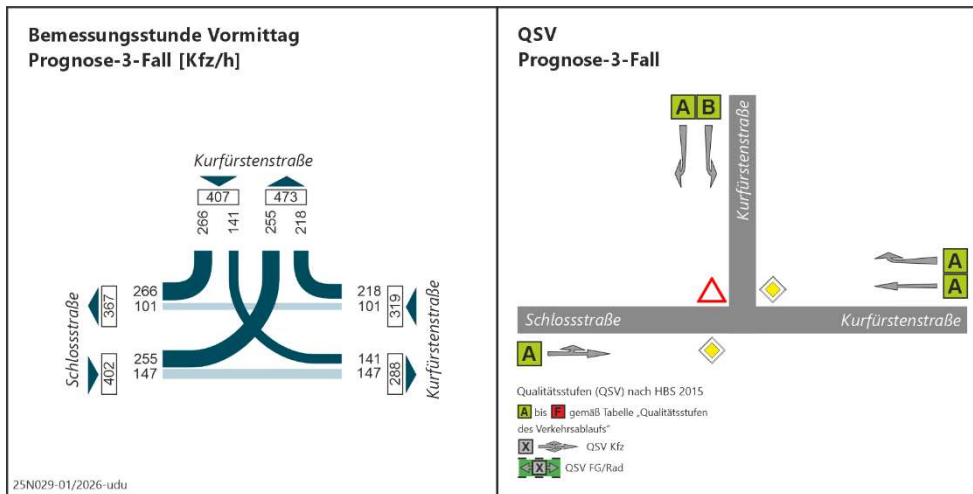 Bemessungsstunde Vormittag
Prognose-3-Fall [Kfz/h]
Kurfürstenstraße
407
473
266
141
255
218
Schlossstraße
367
266
101
218
101
319
402
255
147
141
147
288
Kurfürstenstraße
25N029-01/2026-udu
QSV
Prognose-3-Fall
A B
Kurfürstenstraße
A
A
Schlossstraße
Kurfürstenstraße
A
Qualitätsstufen (QSV) nach HBS 2015
A bis F gemäß Tabelle „Qualitätsstufen
des Verkehrsablaufs"
X QSV Kfz
X QSV FG/Rad